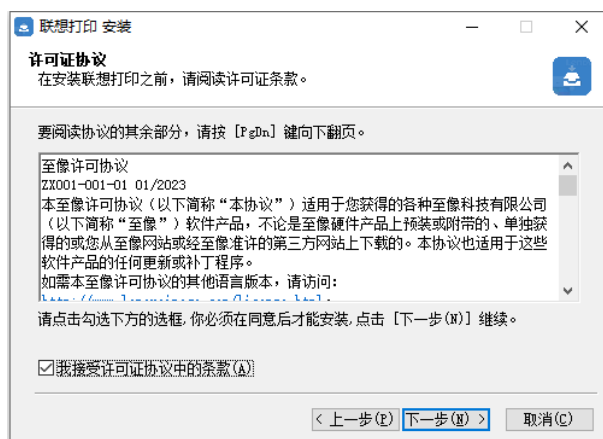 联想打印 安装
许可证协议
在安装联想打印之前，请阅读许可证条款。
要阅读协议的其余部分，请按 [PgDn] 键向下翻页。
至像许可协议
ZX001-001-01 01/2023
本至像许可协议（以下简称“本协议”）适用于您获得的各种至像科技有限公司
（以下简称“至像”）软件产品，不论是至像硬件产品上预装或附带的、单独获
得的或您从至像网站或经至像准许的第三方网站上下载的。本协议也适用于这些
软件产品的任何更新或补丁程序。
如需本至像许可协议的其他语言版本，请访问：
请点击勾选下方的选框，你必须在同意后才能安装，点击 [下一步(N)] 继续。
我接受许可证协议中的条款(A)
< 上一步(P) 下一步(N) > 取消(C)